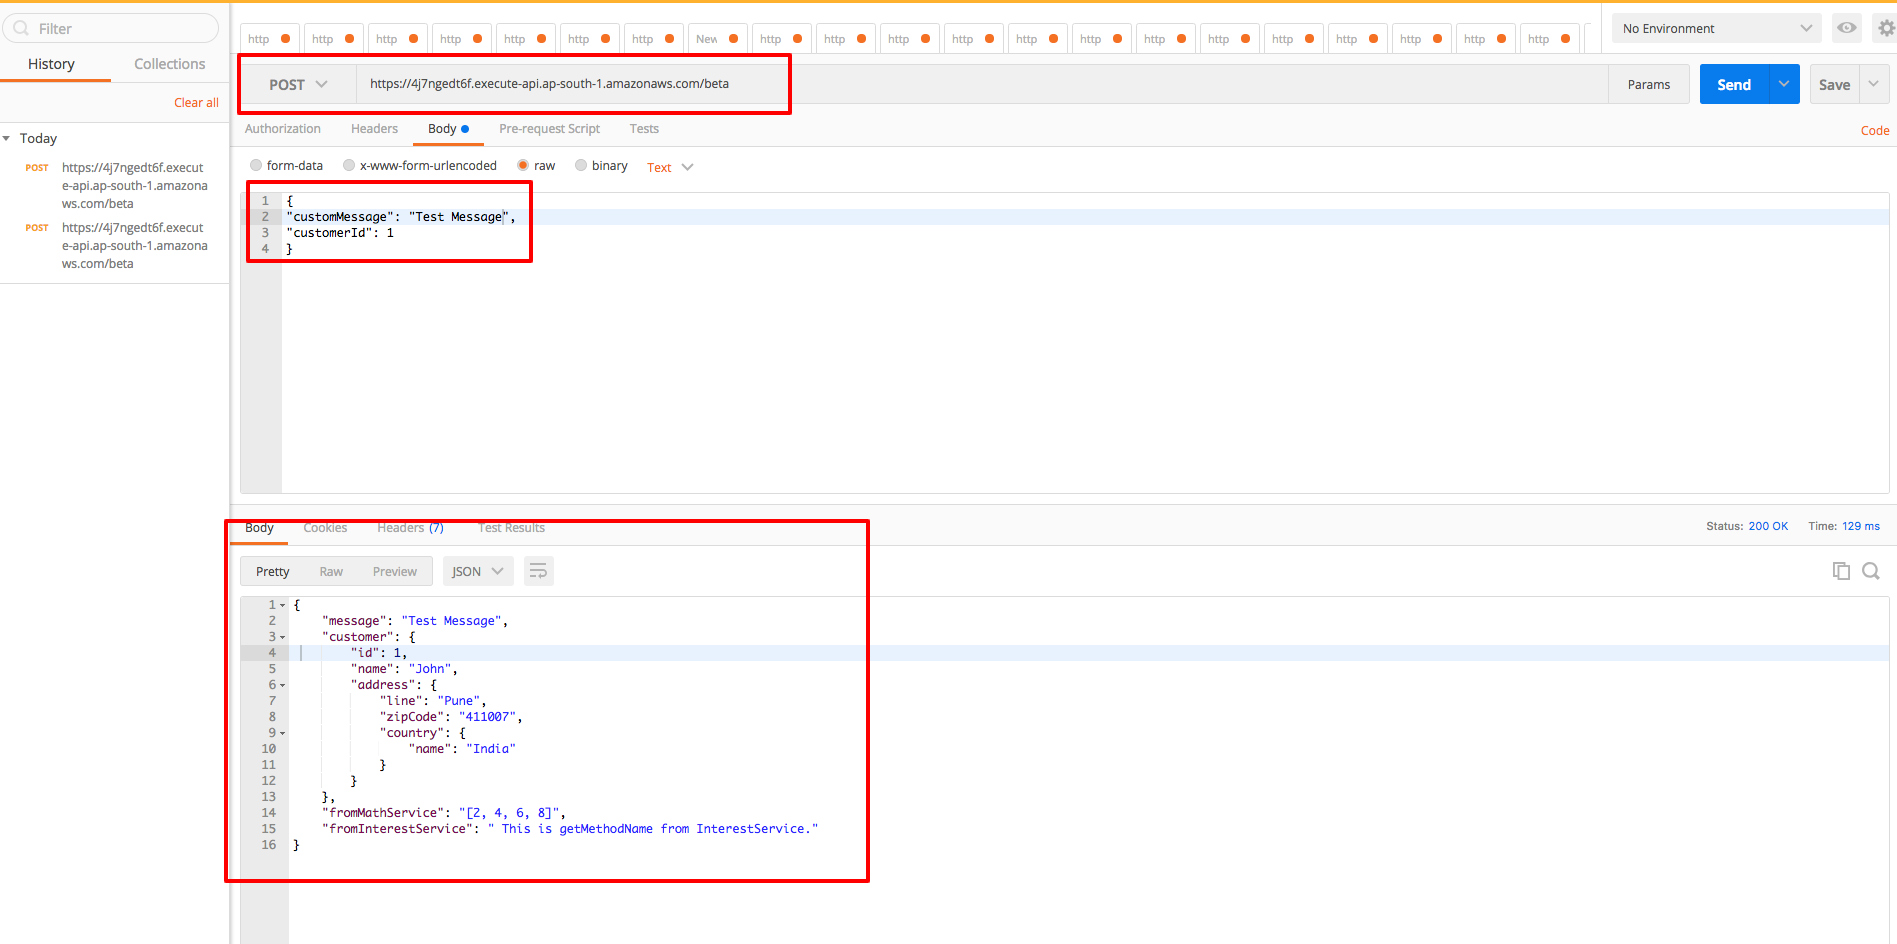 Filter
History Collections
Clear all
Today
POST https://4j7ngedt6f.execut
e-api.ap-south-1.amazona
ws.com/beta
POST https://4j7ngedt6f.execut
e-api.ap-south-1.amazona
ws.com/beta
http http http http http http http New http http http http http http http http http http http http http
No Environment
POST https://4j7ngedt6f.execute-api.ap-south-1.amazonaws.com/beta Params Send Save
Authorization Headers Body Pre-request Script Tests Code
form-data x-www-form-urlencoded raw binary Text
1 {
2 "customMessage": "Test Message",
3 "customerId": 1
4 }
Body Cookies Headers (7) Test Results Status: 200 OK Time: 129 ms
Pretty Raw Preview JSON
1 {
2 "message": "Test Message",
3 "customer": {
4 "id": 1,
5 "name": "John",
6 "address": {
7 "line": "Pune",
8 "zipCode": "411007",
9 "country": {
10 "name": "India"
11 }
12 }
13 },
14 "fromMathService": "[2, 4, 6, 8]",
15 "fromInterestService": " This is getMethodName from InterestService."
16 }